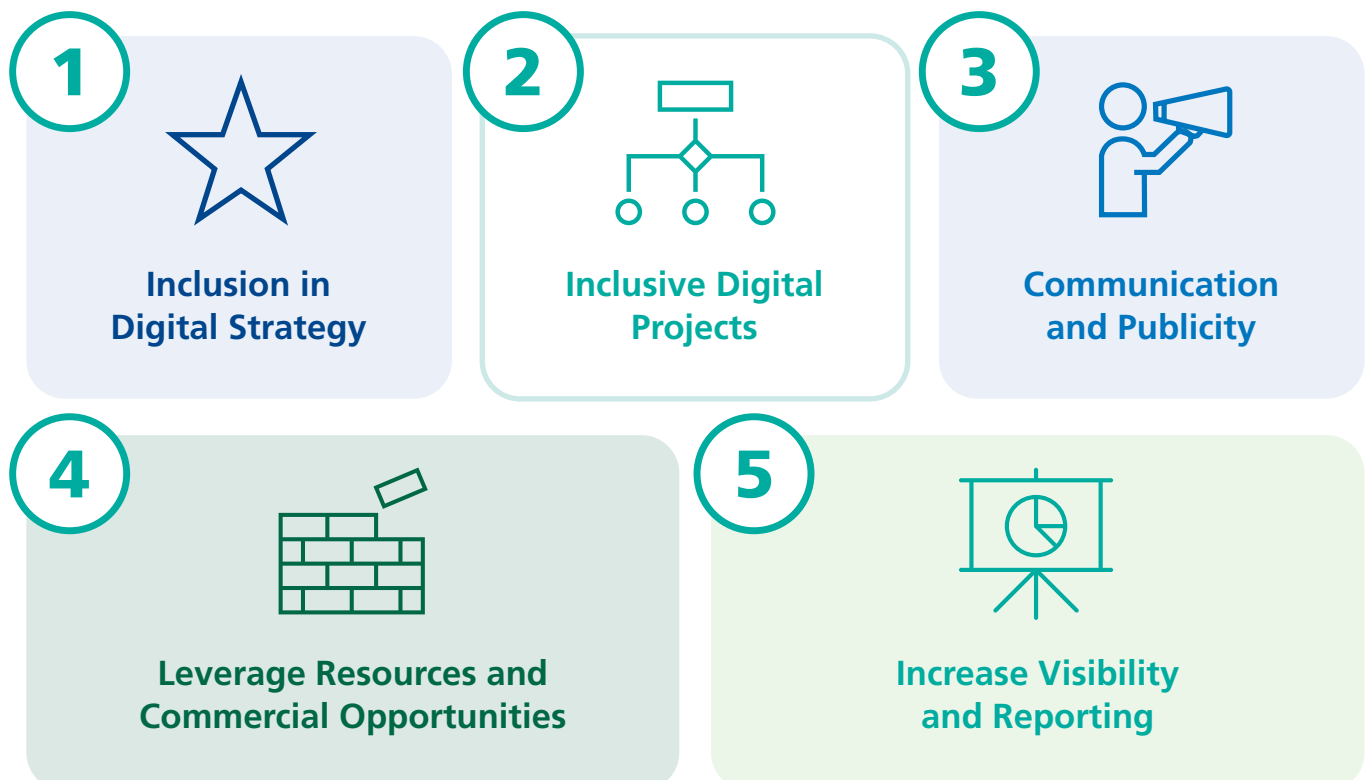 1
Inclusion in
Digital Strategy
2
Inclusive Digital
Projects
3
Communication
and Publicity
4
Leverage Resources and
Commercial Opportunities
5
Increase Visibility
and Reporting